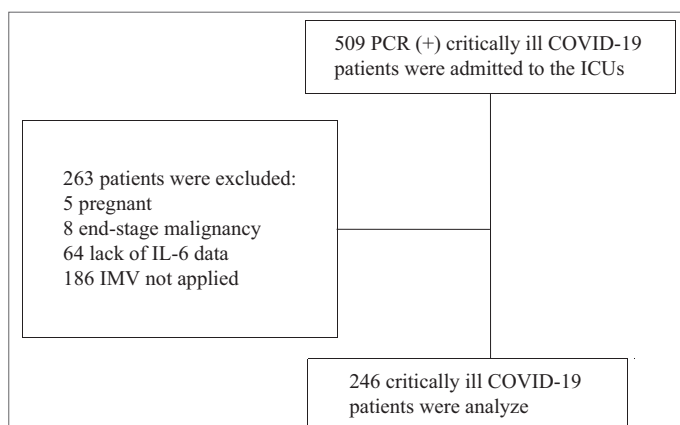 509 PCR (+) critically ill COVID-19
patients were admitted to the ICUs
263 patients were excluded:
5 pregnant
8 end-stage malignancy
64 lack of IL-6 data
186 IMV not applied
246 critically ill COVID-19
patients were analyze